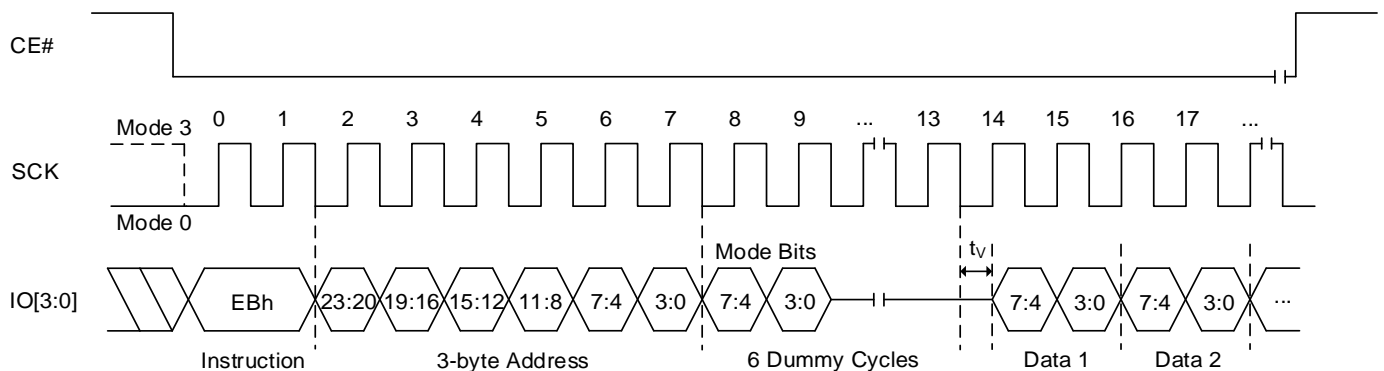 CE#
0 1 2 3 4 5 6 7 8 9 ... 13 14 15 16 17 ...
Mode 3
SCK
Mode 0
Mode Bits
tV
IO[3:0]
EBh 23:20 19:16 15:12 11:8 7:4 3:0 7:4 3:0 7:4 3:0 7:4 3:0 ...
Instruction 3-byte Address 6 Dummy Cycles Data 1 Data 2